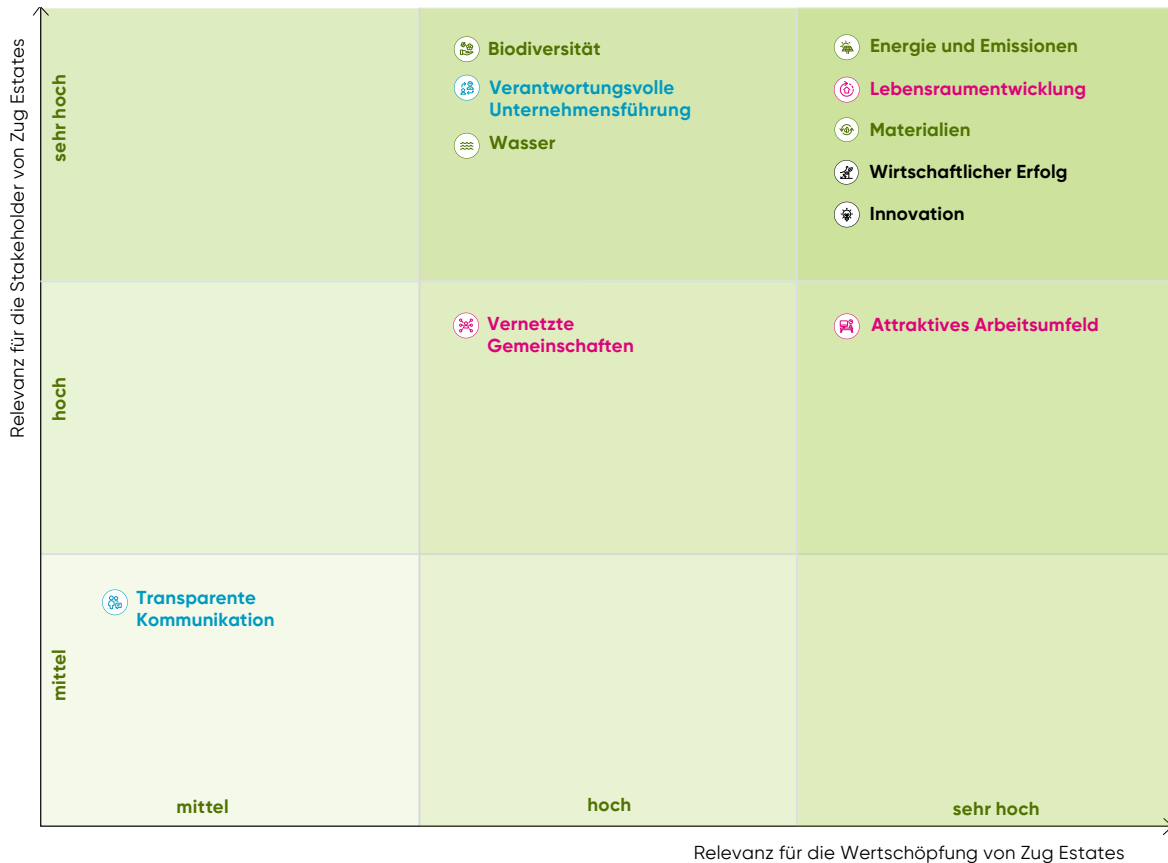 Relevanz für die Stakeholder von Zug Estates
sehr hoch
Biodiversität
Verantwortungsvolle
Unternehmensführung
Wasser
Energie und Emissionen
Lebensraumentwicklung
Materialien
Wirtschaftlicher Erfolg
Innovation
hoch
Vernetzte
Gemeinschaften
Attraktives Arbeitsumfeld
mittel
Transparente
Kommunikation
mittel
hoch
sehr hoch
Relevanz für die Wertschöpfung von Zug Estates